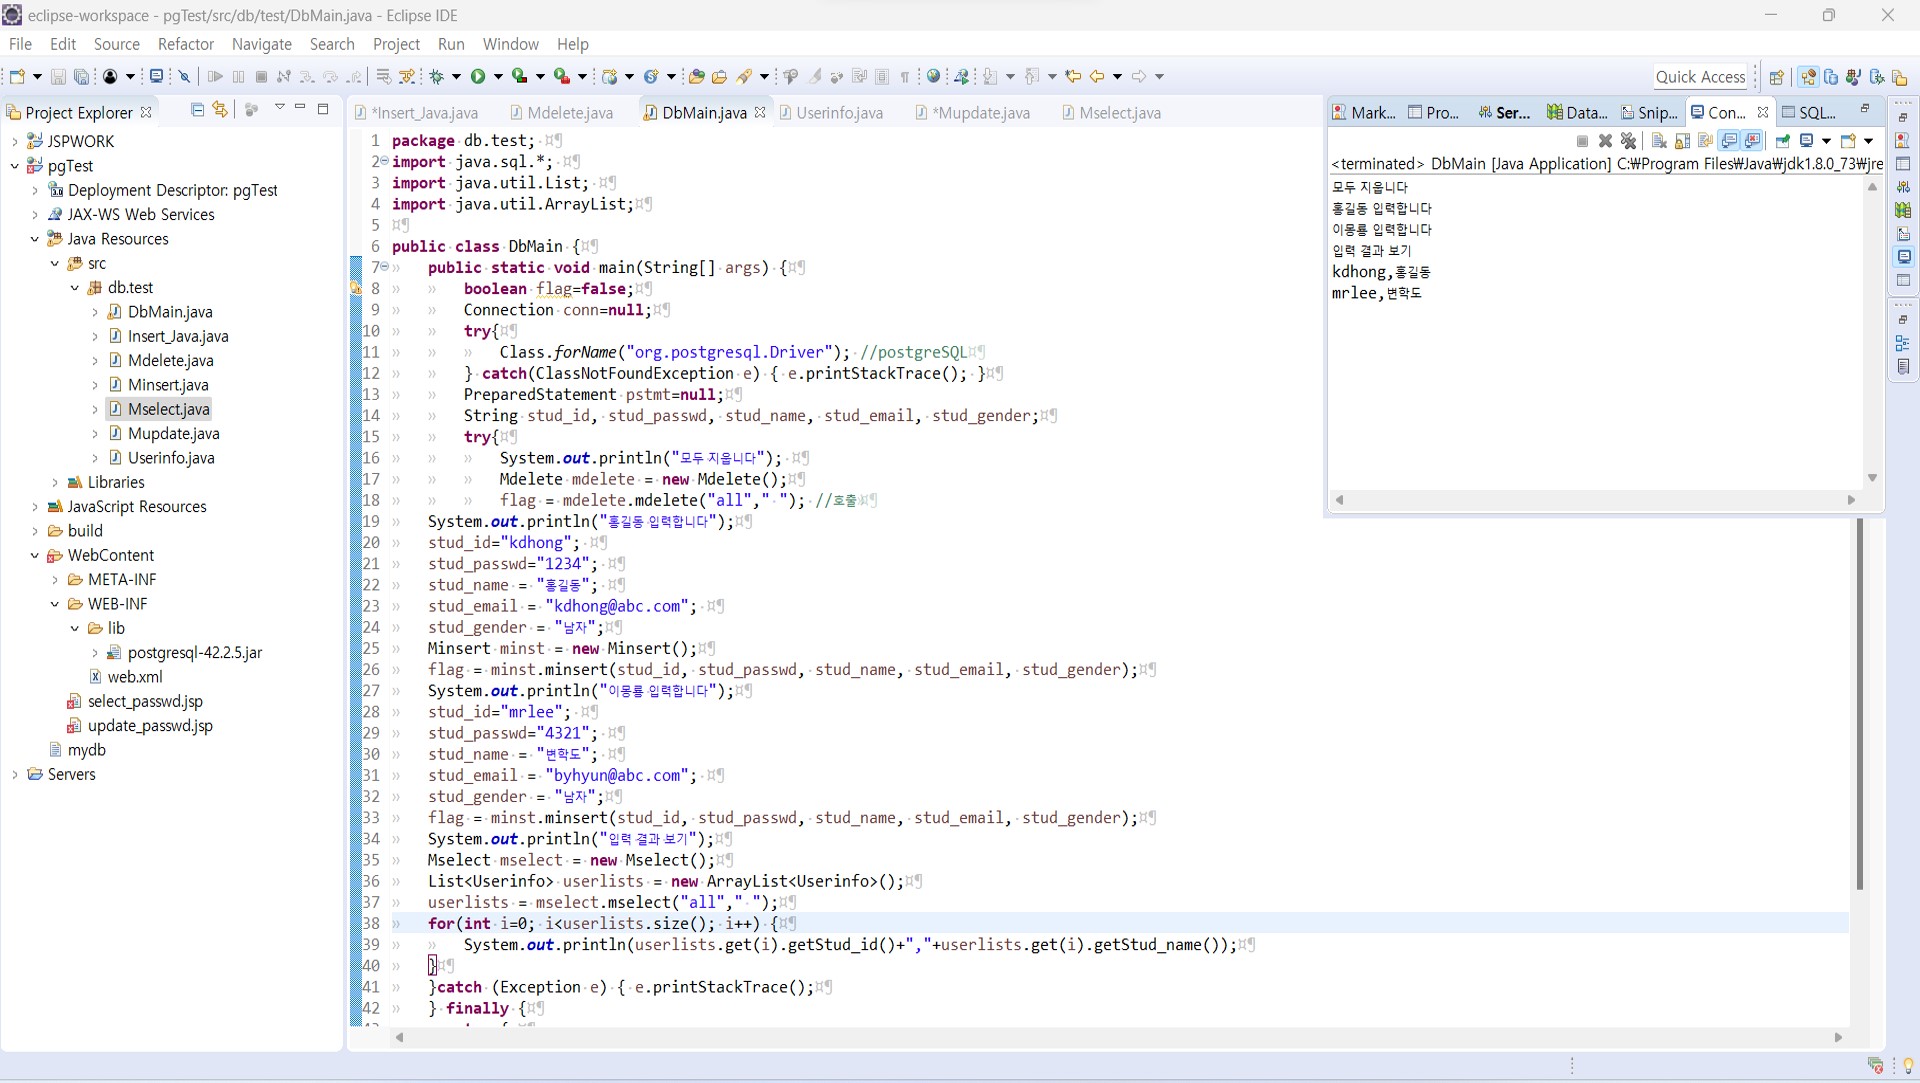 eclipse-workspace - pgTest/src/db/test/DbMain.java - Eclipse IDE
File Edit Source Refactor Navigate Search Project Run Window Help
Quick Access
Project Explorer
JSPWORK
pgTest
Deployment Descriptor: pgTest
JAX-WS Web Services
Java Resources
src
db.test
DbMain.java
Insert_Java.java
Mdelete.java
Minsert.java
Mselect.java
Mupdate.java
Userinfo.java
Libraries
JavaScript Resources
build
WebContent
META-INF
WEB-INF
lib
postgresql-42.2.5.jar
web.xml
select_passwd.jsp
update_passwd.jsp
mydb
Servers
*Insert_Java.java Mdelete.java DbMain.java Userinfo.java *Mupdate.java Mselect.java
1 package db.test;
2 import java.sql.*;
3 import java.util.List;
4 import java.util.ArrayList;
5
6 public class DbMain {
7 public static void main(String[] args) {
8 boolean flag=false;
9 Connection conn=null;
10 try{
11 Class.forName("org.postgresql.Driver"); //postgreSQL
12 } catch(ClassNotFoundException e) { e.printStackTrace(); }
13 PreparedStatement pstmt=null;
14 String stud_id, stud_passwd, stud_name, stud_email, stud_gender;
15 try{
16 System.out.println("모두 지웁니다");
17 Mdelete mdelete = new Mdelete();
18 flag = mdelete.mdelete("all"," "); //호출
19 System.out.println("홍길동 입력합니다");
20 stud_id="kdhong";
21 stud_passwd="1234";
22 stud_name = "홍길동";
23 stud_email = "kdhong@abc.com";
24 stud_gender = "남자";
25 Minsert minst = new Minsert();
26 flag = minst.minsert(stud_id, stud_passwd, stud_name, stud_email, stud_gender);
27 System.out.println("이몽룡 입력합니다");
28 stud_id="mrlee";
29 stud_passwd="4321";
30 stud_name = "변학도";
31 stud_email = "byhyun@abc.com";
32 stud_gender = "남자";
33 flag = minst.minsert(stud_id, stud_passwd, stud_name, stud_email, stud_gender);
34 System.out.println("입력 결과 보기");
35 Mselect mselect = new Mselect();
36 List<Userinfo> userlists = new ArrayList<Userinfo>();
37 userlists = mselect.mselect("all"," ");
38 for(int i=0; i<userlists.size(); i++) {
39 System.out.println(userlists.get(i).getStud_id()+","+userlists.get(i).getStud_name());
40 }
41 }catch (Exception e) { e.printStackTrace();
42 } finally {
Mark... Pro... Ser... Data... Snip... Con... SQL...
<terminated> DbMain [Java Application] C:₩Program Files₩Java₩jdk1.8.0_73₩jre
모두 지웁니다
홍길동 입력합니다
이몽룡 입력합니다
입력 결과 보기
kdhong,홍길동
mrlee,변학도